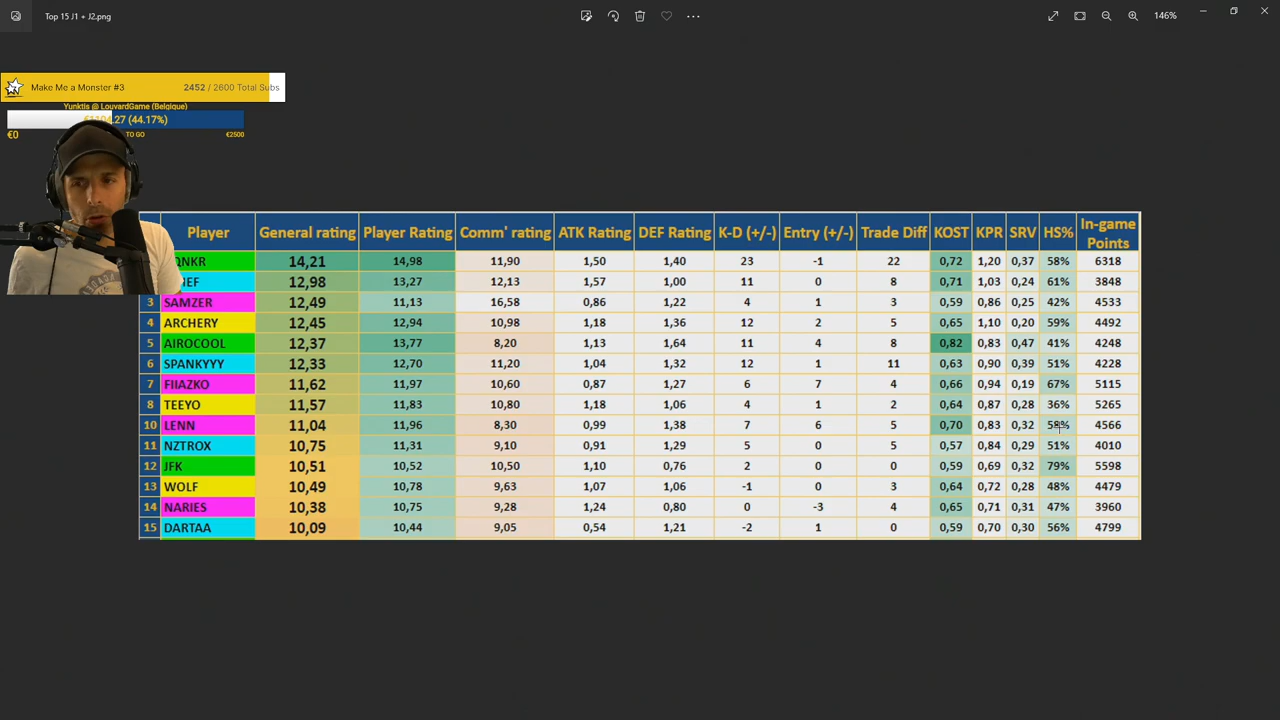 Top 15 J1 + J2.png
146%
Make Me a Monster #3 2452 / 2600 Total Subs
Yunktis @ LouvardGame (Belgique)
.27 (44.17%)
€0 TO GO €2500
Player General rating Player Rating Comm' rating ATK Rating DEF Rating K-D (+/-) Entry (+/-) Trade Diff KOST KPR SRV HS% In-game Points
14,21 14,98 11,90 1,50 1,40 23 -1 22 0,72 1,20 0,37 58% 6318
12,98 13,27 12,13 1,57 1,00 11 0 8 0,71 1,03 0,24 61% 3848
3 SAMZER 12,49 11,13 16,58 0,86 1,22 4 1 3 0,59 0,86 0,25 42% 4533
4 ARCHERY 12,45 12,94 10,98 1,18 1,36 12 2 5 0,65 1,10 0,20 59% 4492
5 AIROCOOL 12,37 13,77 8,20 1,13 1,64 11 4 8 0,82 0,83 0,47 41% 4248
6 SPANKYYY 12,33 12,70 11,20 1,04 1,32 12 1 11 0,63 0,90 0,39 51% 4228
7 FIIAZKO 11,62 11,97 10,60 0,87 1,27 6 7 4 0,66 0,94 0,19 67% 5115
8 TEEYO 11,57 11,83 10,80 1,18 1,06 4 1 2 0,64 0,87 0,28 36% 5265
10 LENN 11,04 11,31 8,30 0,99 1,38 7 6 5 0,70 0,83 0,32 58% 4566
11 NZTROX 10,75 11,31 9,10 0,91 1,29 5 0 5 0,57 0,84 0,29 51% 4010
12 JFK 10,51 10,52 10,50 1,10 0,76 2 0 0 0,59 0,69 0,32 79% 5598
13 WOLF 10,49 10,78 9,63 1,07 1,06 -1 0 3 0,64 0,72 0,28 48% 4479
14 NARIES 10,38 10,75 9,28 1,24 0,80 0 -3 4 0,65 0,71 0,31 47% 3960
15 DARTAA 10,09 10,44 9,05 0,54 1,21 -2 1 0 0,59 0,70 0,30 56% 4799